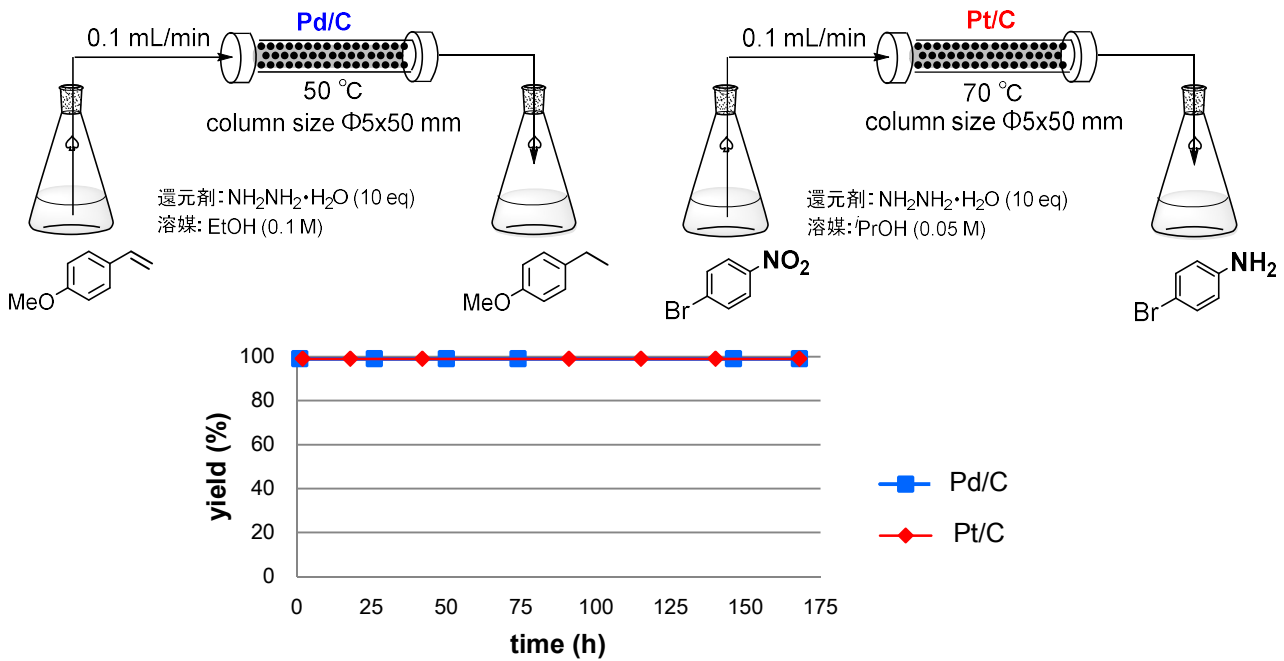 Pd/C
0.1 mL/min
50 ℃
column size Φ5x50 mm
還元剤：NH₂NH₂・H₂O (10 eq)
溶媒: EtOH (0.1 M)
MeO
MeO
Pt/C
0.1 mL/min
70 ℃
column size Φ5x50 mm
還元剤：NH₂NH₂・H₂O (10 eq)
溶媒:ⁱPrOH (0.05 M)
NO₂
Br
NH₂
Br
yield (%)
100
80
60
40
20
0
0 25 50 75 100 125 150 175
time (h)
Pd/C
Pt/C